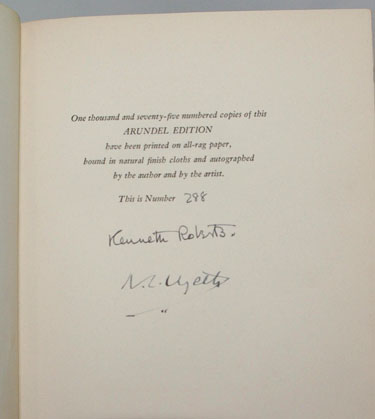 One thousand and seventy-five numbered copies of this
ARUNDEL EDITION
have been printed on all-rag paper,
bound in natural finish cloths and autographed
by the author and by the artist.
This is Number 298
Kenneth Roberts.
N. C. Wyeth